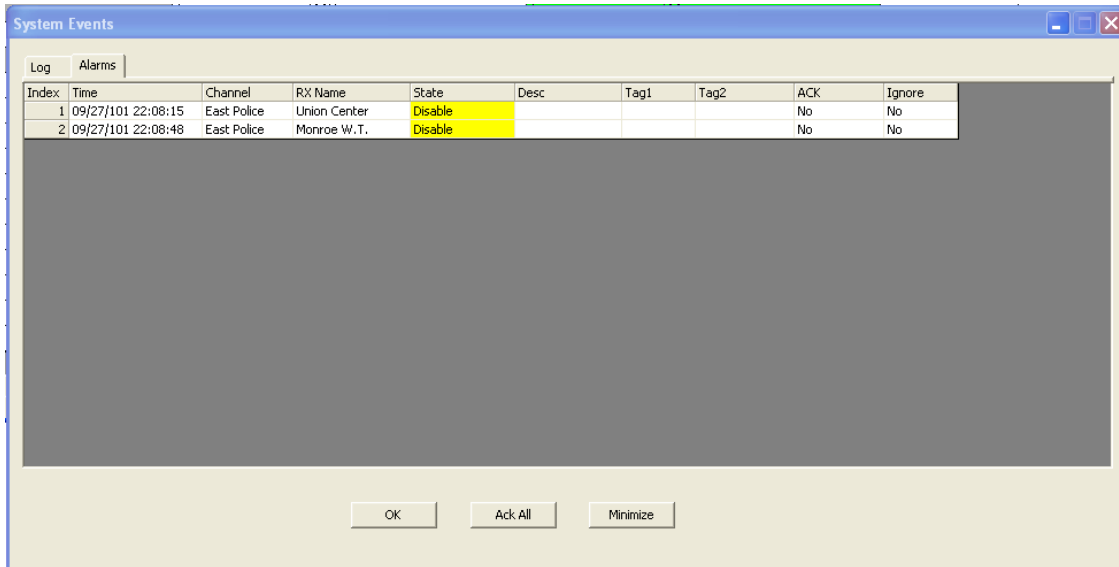 System Events
Log Alarms
Index Time Channel RX Name State Desc Tag1 Tag2 ACK Ignore
1 09/27/101 22:08:15 East Police Union Center Disable No No
2 09/27/101 22:08:48 East Police Monroe W.T. Disable No No
OK Ack All Minimize